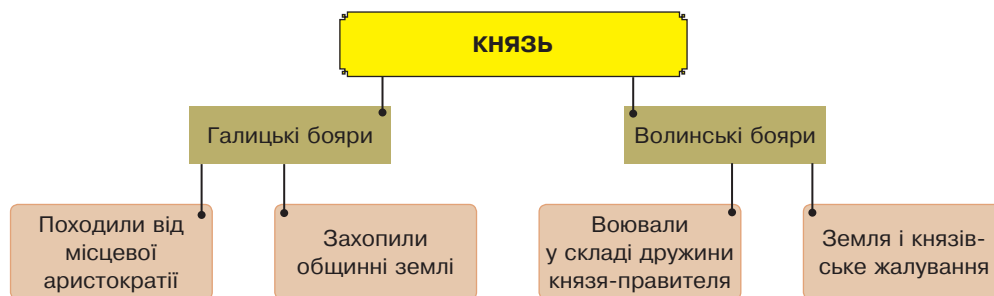 КНЯЗЬ
Галицькі бояри
Волинські бояри
Походили від
місцевої
аристократії
Захопили
общинні землі
Воювали
у складі дружини
князя-правителя
Земля і князів-
ське жалування